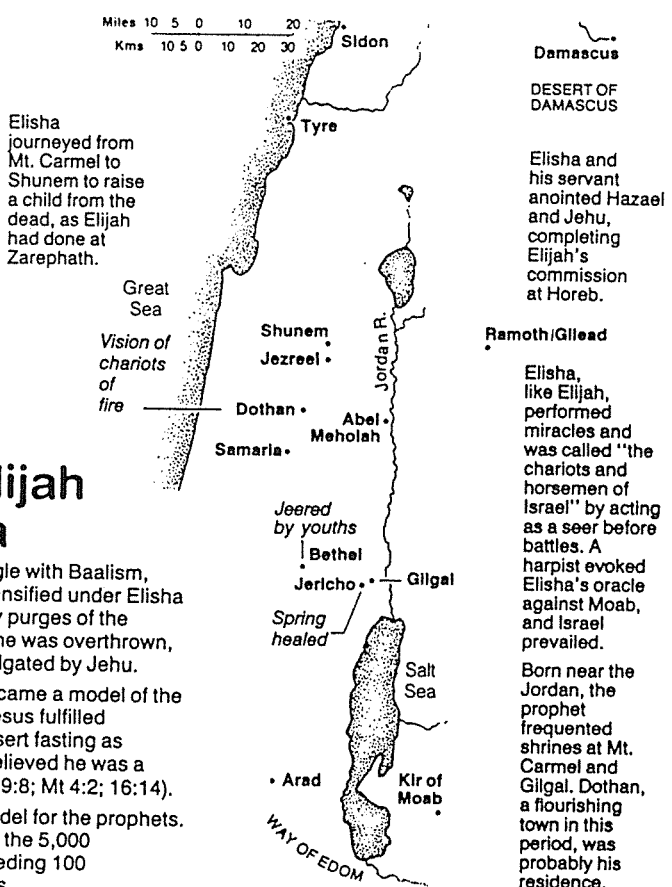 Miles 10 5 0 10 20
Kms 10 5 0 10 20 30
Sidon
Damascus
DESERT OF
DAMASCUS
Tyre
Elisha
journeyed from
Mt. Carmel to
Shunem to raise
a child from the
dead, as Elijah
had done at
Zarephath.
Elisha and
his servant
anointed Hazael
and Jehu,
completing
Elijah's
commission
at Horeb.
Great
Sea
Vision of
chariots
of
fire
Shunem
Jezreel
Jordan R.
Ramoth/Gilead
Dothan
Abel
Meholah
Samaria
Elisha,
like Elijah,
performed
miracles and
was called "the
chariots and
horsemen of
Israel" by acting
as a seer before
battles. A
harpist evoked
Elisha's oracle
against Moab,
and Israel
prevailed.
lijah
Jeered
by youths
Bethel
Jericho
Gilgal
Spring
healed
gle with Baalism,
nsified under Elisha
purges of the
he was overthrown,
lgated by Jehu.
Salt
Sea
Born near the
Jordan, the
prophet
frequented
shrines at Mt.
Carmel and
Gilgal. Dothan,
a flourishing
town in this
period, was
probably his
residence.
came a model of the
esus fulfilled
sert fasting as
elieved he was a
9:8; Mt 4:2; 16:14).
Arad
Kir of
Moab
del for the prophets.
the 5,000
eding 100
WAY OF EDOM